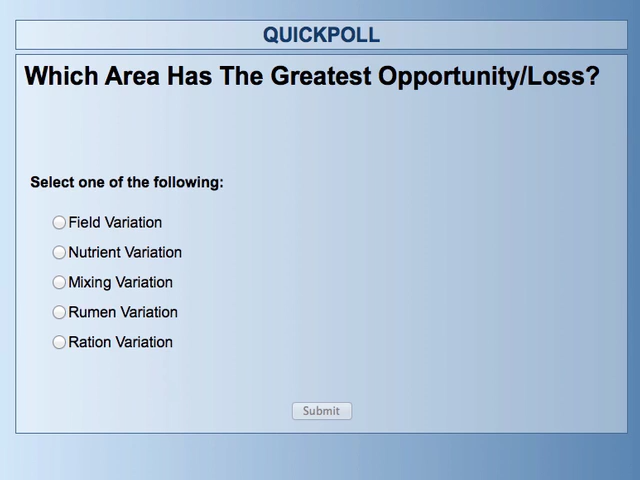 QUICKPOLL
Which Area Has The Greatest Opportunity/Loss?
Select one of the following:
Field Variation
Nutrient Variation
Mixing Variation
Rumen Variation
Ration Variation
Submit